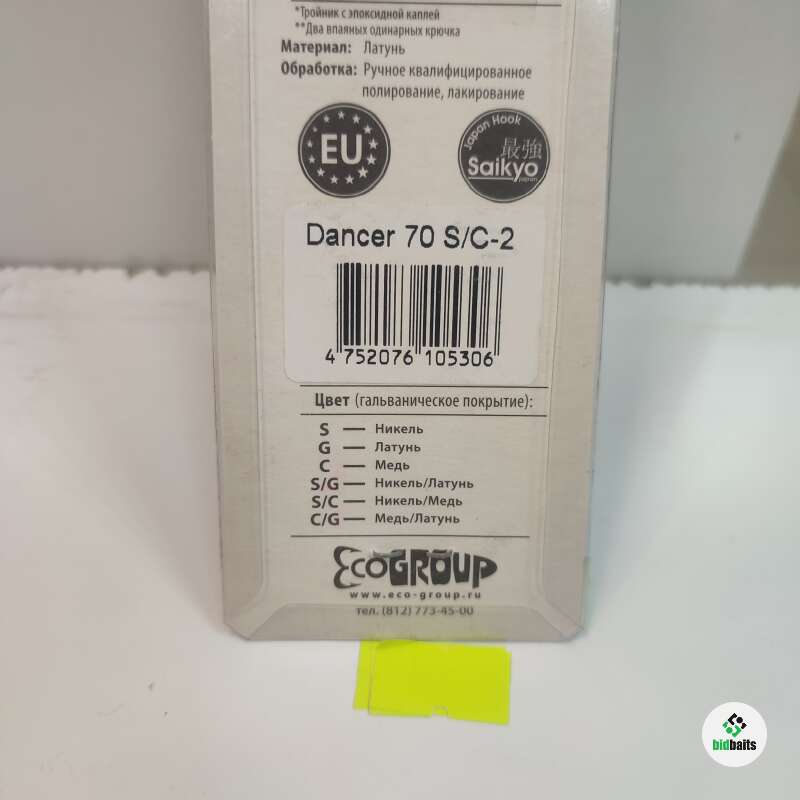 *Тройник с эпоксидной каплей
**Два впаяных одинарных крючка
Материал: Латунь
Обработка: Ручное квалифицированное
полирование, лакирование
EU
Japan Hook
最強
Saikyo
Japan
Dancer 70 S/C-2
4 752076 105306
Цвет (гальваническое покрытие):
S — Никель
G — Латунь
C — Медь
S/G — Никель/Латунь
S/C — Никель/Медь
C/G — Медь/Латунь
ECOGROUP
www.eco-group.ru
тел. (812) 773-45-00
bidbaits